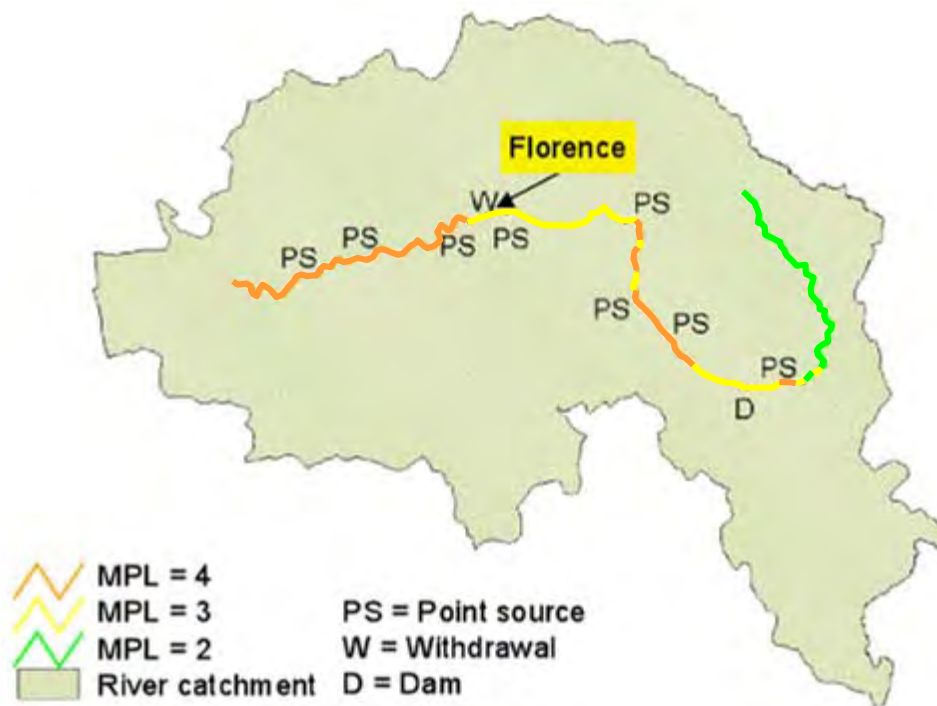 Florence
W
PS
PS
PS
PS
PS
PS
PS
PS
D
MPL = 4
MPL = 3
MPL = 2
River catchment
PS = Point source
W = Withdrawal
D = Dam